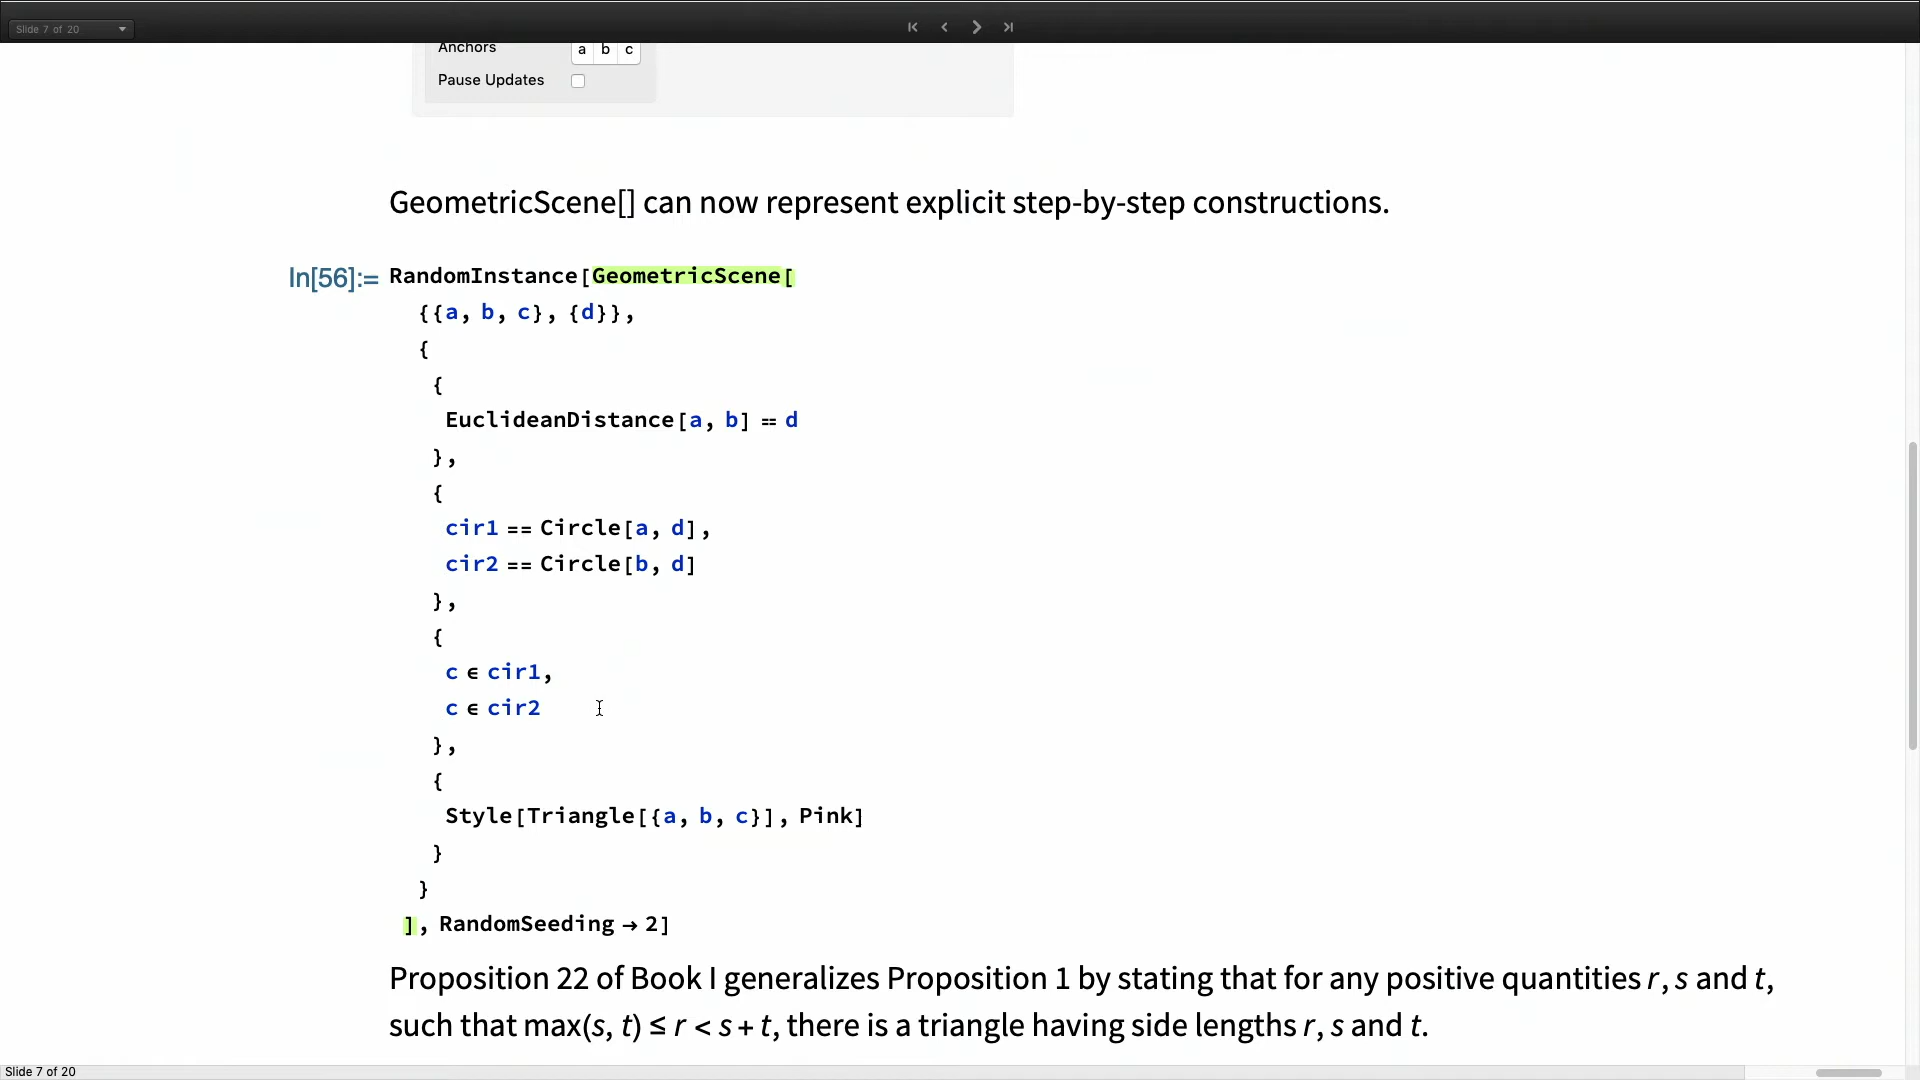 Slide 7 of 20
Anchors a b c
Pause Updates
GeometricScene[] can now represent explicit step-by-step constructions.
In[56]:= RandomInstance[GeometricScene[
{{a, b, c}, {d}},
{
{
EuclideanDistance[a, b] == d
},
{
cir1 == Circle[a, d],
cir2 == Circle[b, d]
},
{
c ∈ cir1,
c ∈ cir2
},
{
Style[Triangle[{a, b, c}], Pink]
}
}
], RandomSeeding → 2]
Proposition 22 of Book I generalizes Proposition 1 by stating that for any positive quantities r, s and t,
such that max(s, t) ≤ r < s + t, there is a triangle having side lengths r, s and t.
Slide 7 of 20